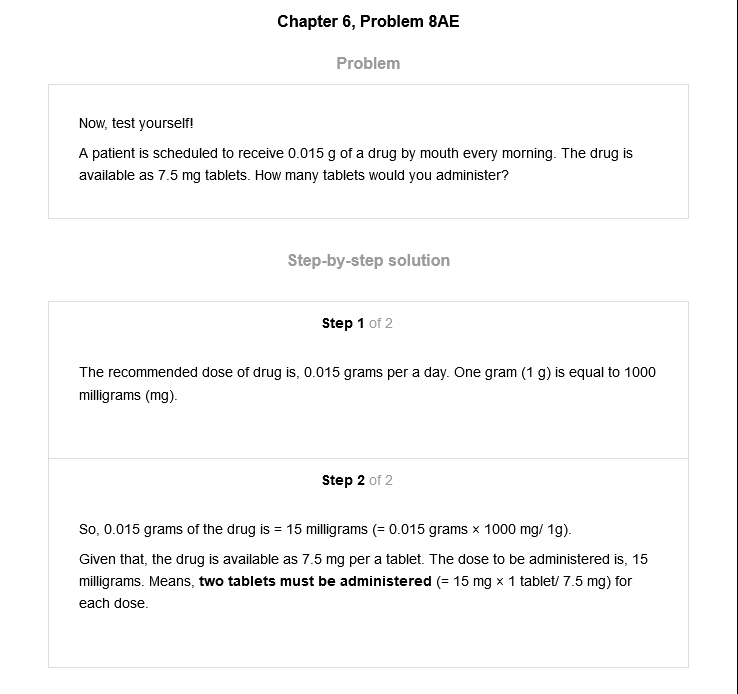 Chapter 6, Problem 8AE
Problem
Now, test yourself!
A patient is scheduled to receive 0.015 g of a drug by mouth every morning. The drug is
available as 7.5 mg tablets. How many tablets would you administer?
Step-by-step solution
Step 1 of 2
The recommended dose of drug is, 0.015 grams per a day. One gram (1 g) is equal to 1000
milligrams (mg).
Step 2 of 2
So, 0.015 grams of the drug is = 15 milligrams (= 0.015 grams × 1000 mg/ 1g).
Given that, the drug is available as 7.5 mg per a tablet. The dose to be administered is, 15
milligrams. Means, two tablets must be administered (= 15 mg × 1 tablet/ 7.5 mg) for
each dose.